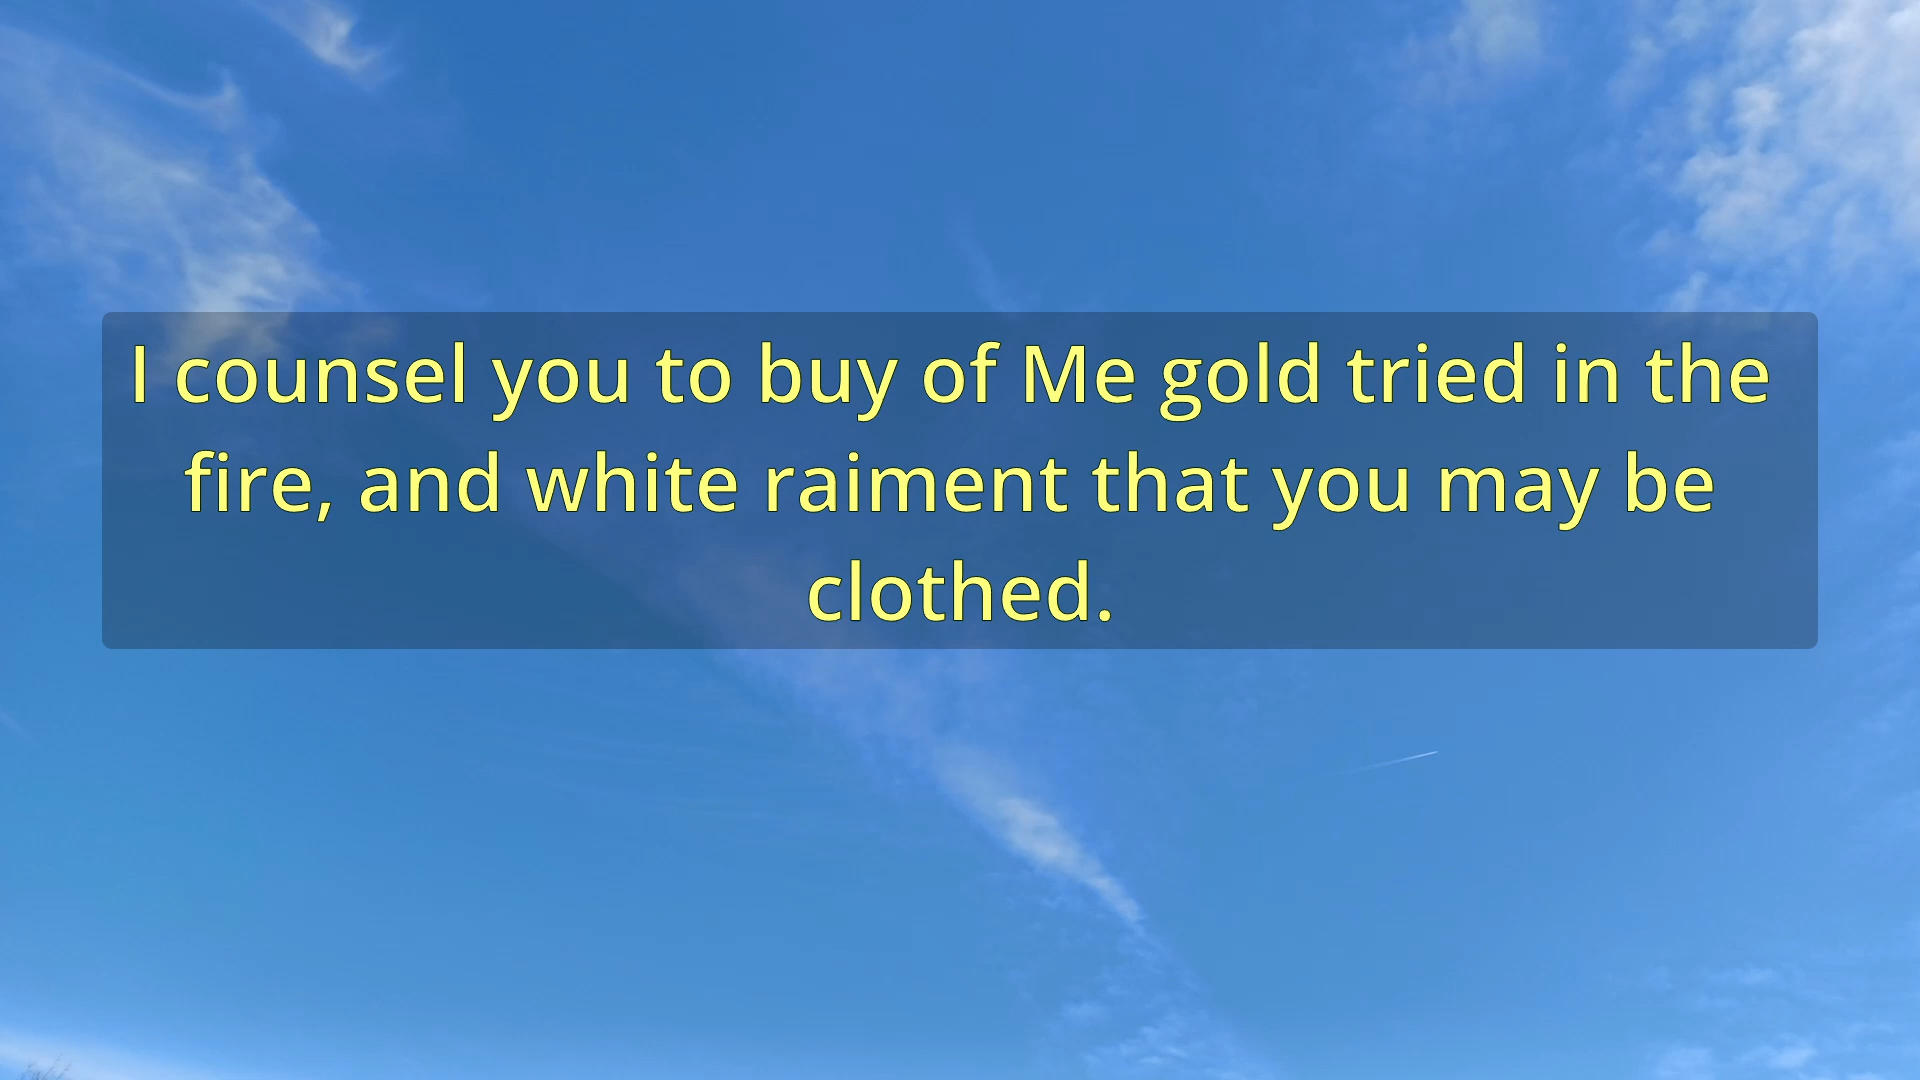 I counsel you to buy of Me gold tried in the
fire, and white raiment that you may be
clothed.